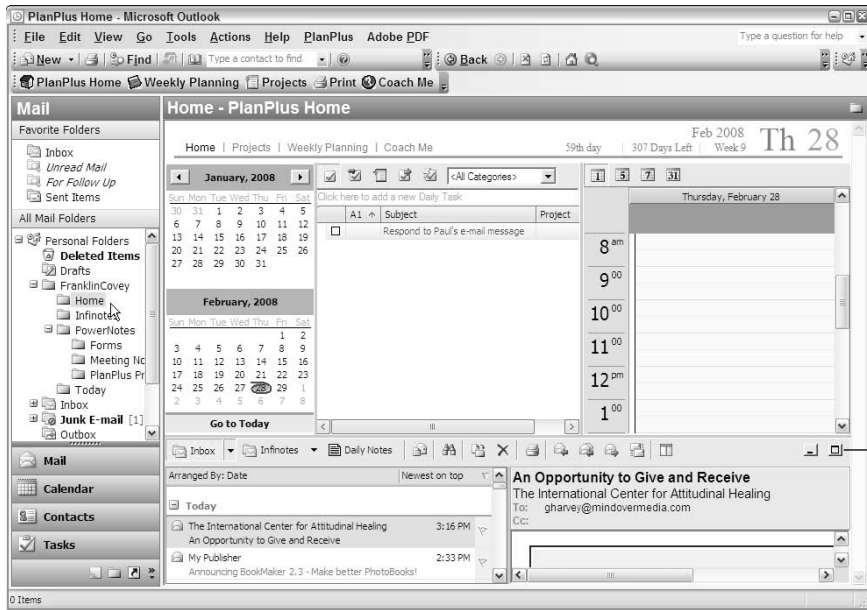 PlanPlus Home - Microsoft Outlook
File Edit View Go Tools Actions Help PlanPlus Adobe PDF
Type a question for help
New Find Type a contact to find Back
PlanPlus Home Weekly Planning Projects Print Coach Me
Mail
Favorite Folders
Inbox
Unread Mail
For Follow Up
Sent Items
All Mail Folders
Personal Folders
Deleted Items
Drafts
FranklinCovey
Home
Infinotes
PowerNotes
Forms
Meeting No
PlanPlus Pr
Today
Inbox
Junk E-mail [1]
Outbox
Mail
Calendar
Contacts
Tasks
Home - PlanPlus Home
Home | Projects | Weekly Planning | Coach Me
59th day | 307 Days Left | Feb 2008 Week 9 Th 28
January, 2008
Sun Mon Tue Wed Thu Fri Sat
30 31 1 2 3 4 5
6 7 8 9 10 11 12
13 14 15 16 17 18 19
20 21 22 23 24 25 26
27 28 29 30 31
February, 2008
Sun Mon Tue Wed Thu Fri Sat
1 2
3 4 5 6 7 8 9
10 11 12 13 14 15 16
17 18 19 20 21 22 23
24 25 26 27 28 29 1
2 3 4 5 6 7 8
Go to Today
<All Categories>
Click here to add a new Daily Task
A1 Subject Project
Respond to Paul's e-mail message
1 5 7 31
Thursday, February 28
8 am
9 00
10 00
11 00
12 pm
1 00
Inbox Infinotes Daily Notes
Arranged By: Date Newest on top
Today
The International Center for Attitudinal Healing 3:16 PM
An Opportunity to Give and Receive
My Publisher 2:33 PM
Announcing BookMaker 2.3 - Make better PhotoBooks!
An Opportunity to Give and Receive
The International Center for Attitudinal Healing
To: gharvey@mindovermedia.com
Cc:
0 Items